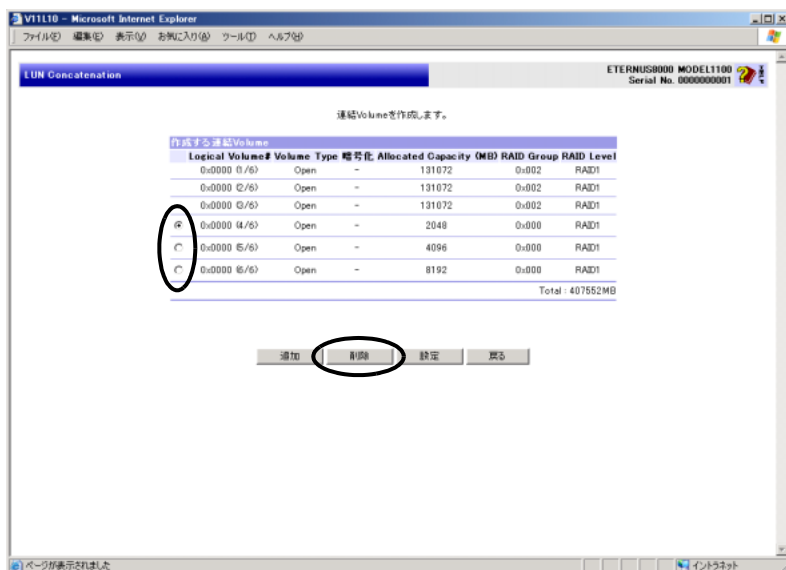 V11L10 - Microsoft Internet Explorer
ファイル(F) 編集(E) 表示(V) お気に入り(A) ツール(T) ヘルプ(H)
LUN Concatenation
ETERNUS8000 MODEL1100
Serial No. 0000000001
連結Volumeを作成します。
作成する連結Volume
Logical Volume# Volume Type 暗号化 Allocated Capacity (MB) RAID Group RAID Level
0x0000 (1/6) Open - 131072 0x002 RAID1
0x0000 (2/6) Open - 131072 0x002 RAID1
0x0000 (3/6) Open - 131072 0x002 RAID1
0x0000 (4/6) Open - 2048 0x000 RAID1
0x0000 (5/6) Open - 4096 0x000 RAID1
0x0000 (6/6) Open - 8192 0x000 RAID1
Total : 407552MB
追加 削除 設定 戻る
ページが表示されました イントラネット